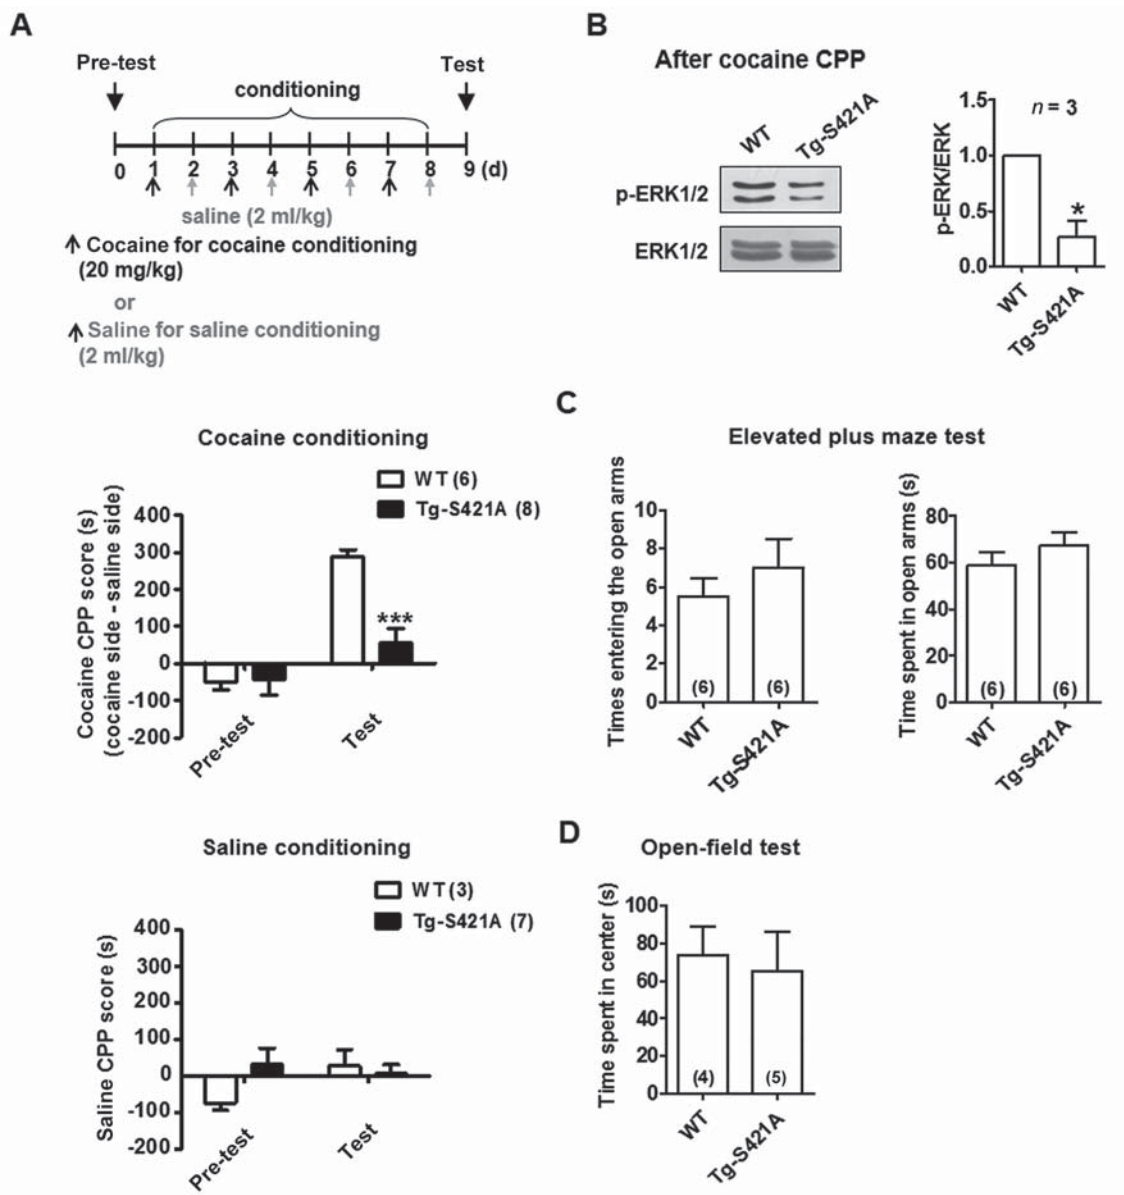 A
Pre-test
Test
conditioning
0 1 2 3 4 5 6 7 8 9 (d)
saline (2 ml/kg)
Cocaine for cocaine conditioning
(20 mg/kg)
or
Saline for saline conditioning
(2 ml/kg)
Cocaine conditioning
WT (6)
Tg-S421A (8)
Cocaine CPP score (s)
(cocaine side - saline side)
400
300
200
100
0
-100
-200
***
Pre-test
Test
Saline conditioning
WT (3)
Tg-S421A (7)
Saline CPP score (s)
400
300
200
100
0
-100
-200
Pre-test
Test
B
After cocaine CPP
WT
Tg-S421A
p-ERK1/2
ERK1/2
p-ERK/ERK
1.5
1.0
0.5
0.0
n = 3
*
WT
Tg-S421A
C
Elevated plus maze test
Times entering the open arms
10
8
6
4
2
0
(6)
(6)
WT
Tg-S421A
Time spent in open arms (s)
80
60
40
20
0
(6)
(6)
WT
Tg-S421A
D
Open-field test
Time spent in center (s)
100
80
60
40
20
0
(4)
(5)
WT
Tg-S421A